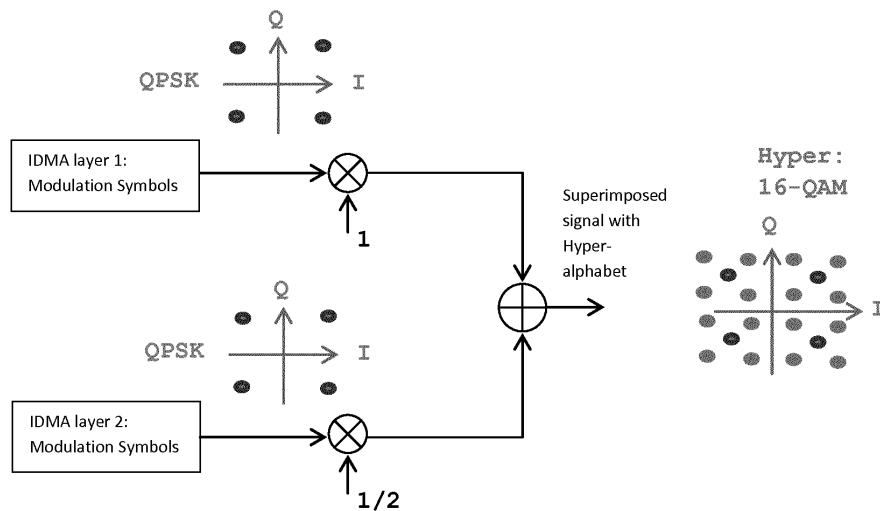 Q
QPSK
I
IDMA layer 1:
Modulation Symbols
1
Superimposed
signal with
Hyper-
alphabet
Hyper:
16-QAM
Q
I
Q
QPSK
I
IDMA layer 2:
Modulation Symbols
1/2